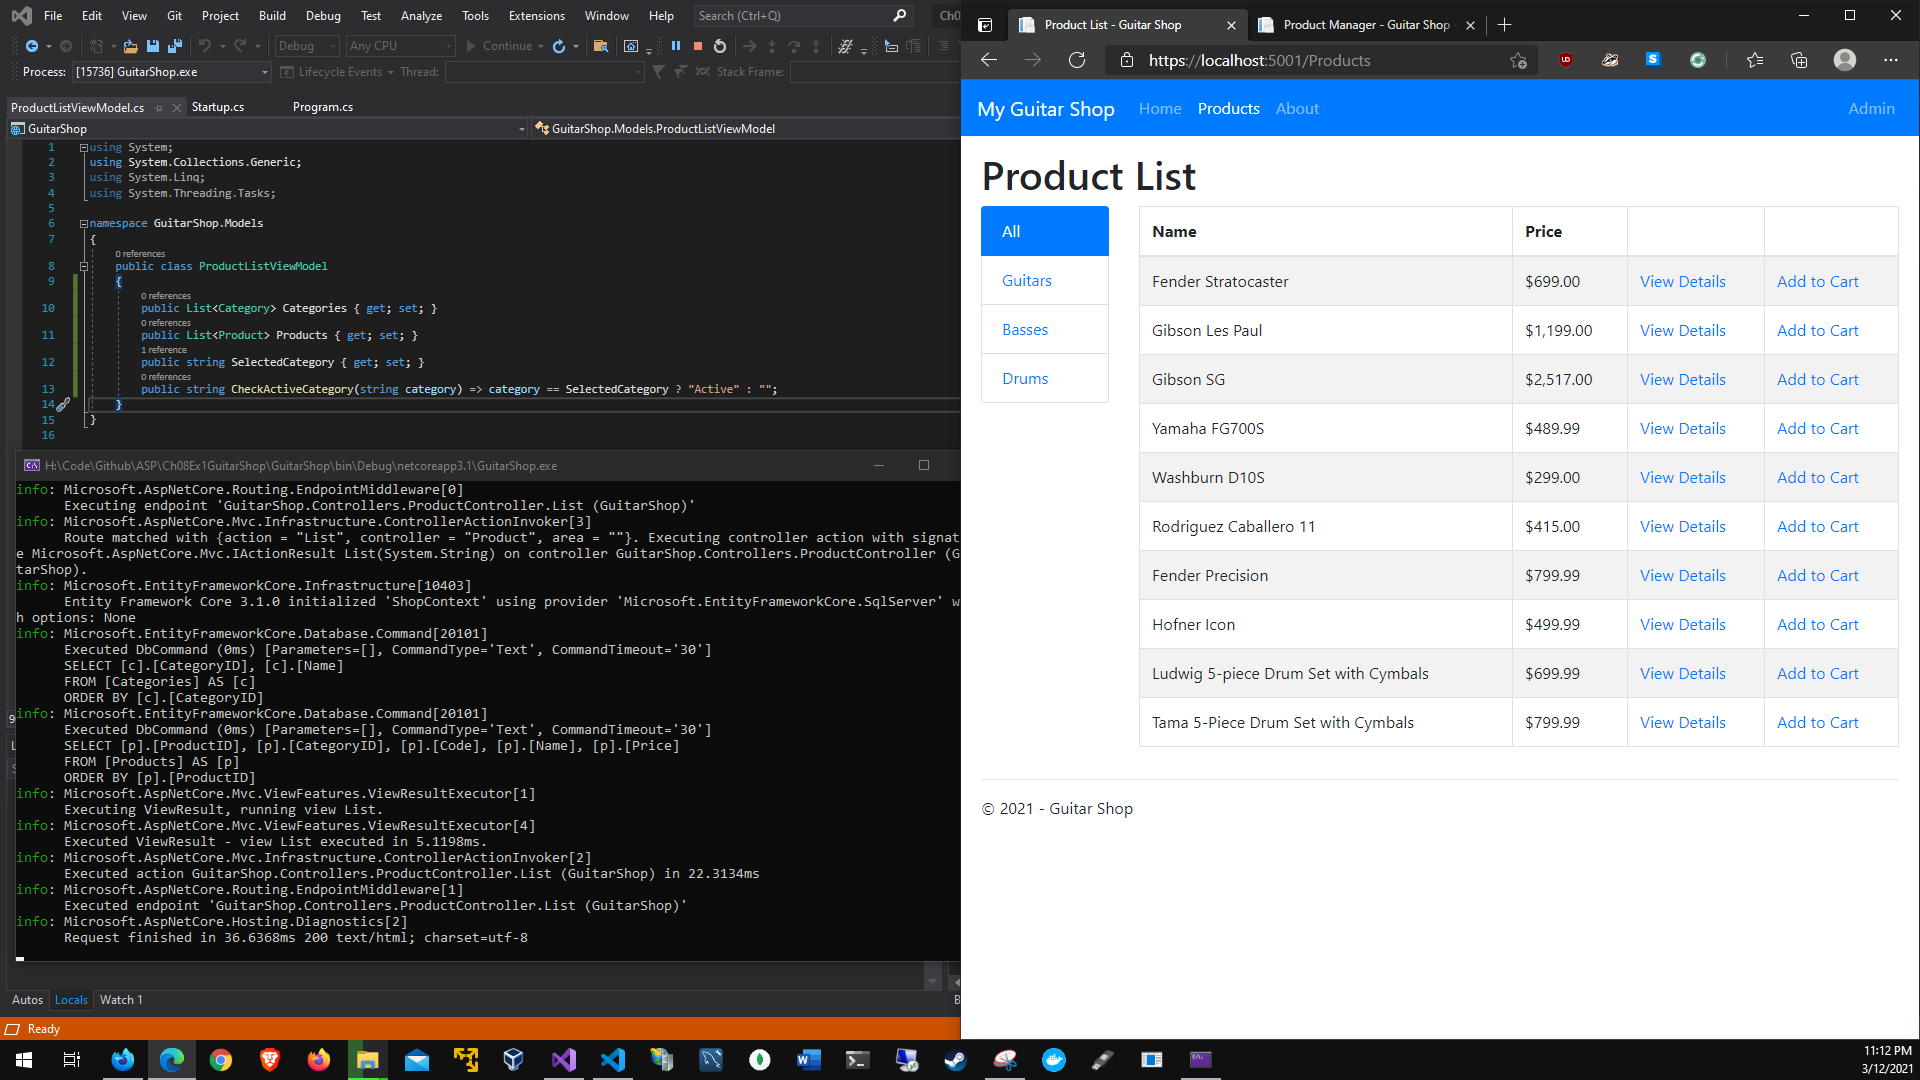 File Edit View Git Project Build Debug Test Analyze Tools Extensions Window Help Search (Ctrl+Q) Ch0
Debug Any CPU Continue
Process: [15736] GuitarShop.exe Lifecycle Events Thread: Stack Frame:
ProductListViewModel.cs Startup.cs Program.cs
GuitarShop GuitarShop.Models.ProductListViewModel
1 using System;
2 using System.Collections.Generic;
3 using System.Linq;
4 using System.Threading.Tasks;
5
6 namespace GuitarShop.Models
7 {
0 references
8 public class ProductListViewModel
9 {
0 references
10 public List<Category> Categories { get; set; }
0 references
11 public List<Product> Products { get; set; }
1 reference
12 public string SelectedCategory { get; set; }
0 references
13 public string CheckActiveCategory(string category) => category == SelectedCategory ? "Active" : "";
14 }
15 }
16
H:\Code\Github\ASP\Ch08Ex1GuitarShop\GuitarShop\bin\Debug\netcoreapp3.1\GuitarShop.exe
info: Microsoft.AspNetCore.Routing.EndpointMiddleware[0]
Executing endpoint 'GuitarShop.Controllers.ProductController.List (GuitarShop)'
info: Microsoft.AspNetCore.Mvc.Infrastructure.ControllerActionInvoker[3]
Route matched with {action = "List", controller = "Product", area = ""}. Executing controller action with signat
e Microsoft.AspNetCore.Mvc.IActionResult List(System.String) on controller GuitarShop.Controllers.ProductController (G
tarShop).
info: Microsoft.EntityFrameworkCore.Infrastructure[10403]
Entity Framework Core 3.1.0 initialized 'ShopContext' using provider 'Microsoft.EntityFrameworkCore.SqlServer' w
h options: None
info: Microsoft.EntityFrameworkCore.Database.Command[20101]
Executed DbCommand (0ms) [Parameters=[], CommandType='Text', CommandTimeout='30']
SELECT [c].[CategoryID], [c].[Name]
FROM [Categories] AS [c]
ORDER BY [c].[CategoryID]
info: Microsoft.EntityFrameworkCore.Database.Command[20101]
Executed DbCommand (0ms) [Parameters=[], CommandType='Text', CommandTimeout='30']
SELECT [p].[ProductID], [p].[CategoryID], [p].[Code], [p].[Name], [p].[Price]
FROM [Products] AS [p]
ORDER BY [p].[ProductID]
info: Microsoft.AspNetCore.Mvc.ViewFeatures.ViewResultExecutor[1]
Executing ViewResult, running view List.
info: Microsoft.AspNetCore.Mvc.ViewFeatures.ViewResultExecutor[4]
Executed ViewResult - view List executed in 5.1198ms.
info: Microsoft.AspNetCore.Mvc.Infrastructure.ControllerActionInvoker[2]
Executed action GuitarShop.Controllers.ProductController.List (GuitarShop) in 22.3134ms
info: Microsoft.AspNetCore.Routing.EndpointMiddleware[1]
Executed endpoint 'GuitarShop.Controllers.ProductController.List (GuitarShop)'
info: Microsoft.AspNetCore.Hosting.Diagnostics[2]
Request finished in 36.6368ms 200 text/html; charset=utf-8
Autos Locals Watch 1
Ready
Product List - Guitar Shop Product Manager - Guitar Shop
https://localhost:5001/Products
My Guitar Shop Home Products About Admin
Product List
All
Guitars
Basses
Drums
Name Price
Fender Stratocaster $699.00 View Details Add to Cart
Gibson Les Paul $1,199.00 View Details Add to Cart
Gibson SG $2,517.00 View Details Add to Cart
Yamaha FG700S $489.99 View Details Add to Cart
Washburn D10S $299.00 View Details Add to Cart
Rodriguez Caballero 11 $415.00 View Details Add to Cart
Fender Precision $799.99 View Details Add to Cart
Hofner Icon $499.99 View Details Add to Cart
Ludwig 5-piece Drum Set with Cymbals $699.99 View Details Add to Cart
Tama 5-Piece Drum Set with Cymbals $799.99 View Details Add to Cart
© 2021 - Guitar Shop
11:12 PM
3/12/2021